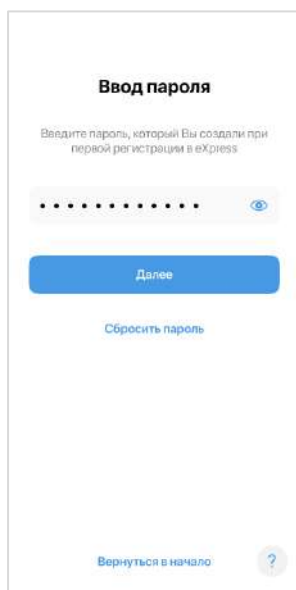 Ввод пароля
Введите пароль, который Вы создали при
первой регистрации в eXpress
Далее
Сбросить пароль
Вернуться в начало
?